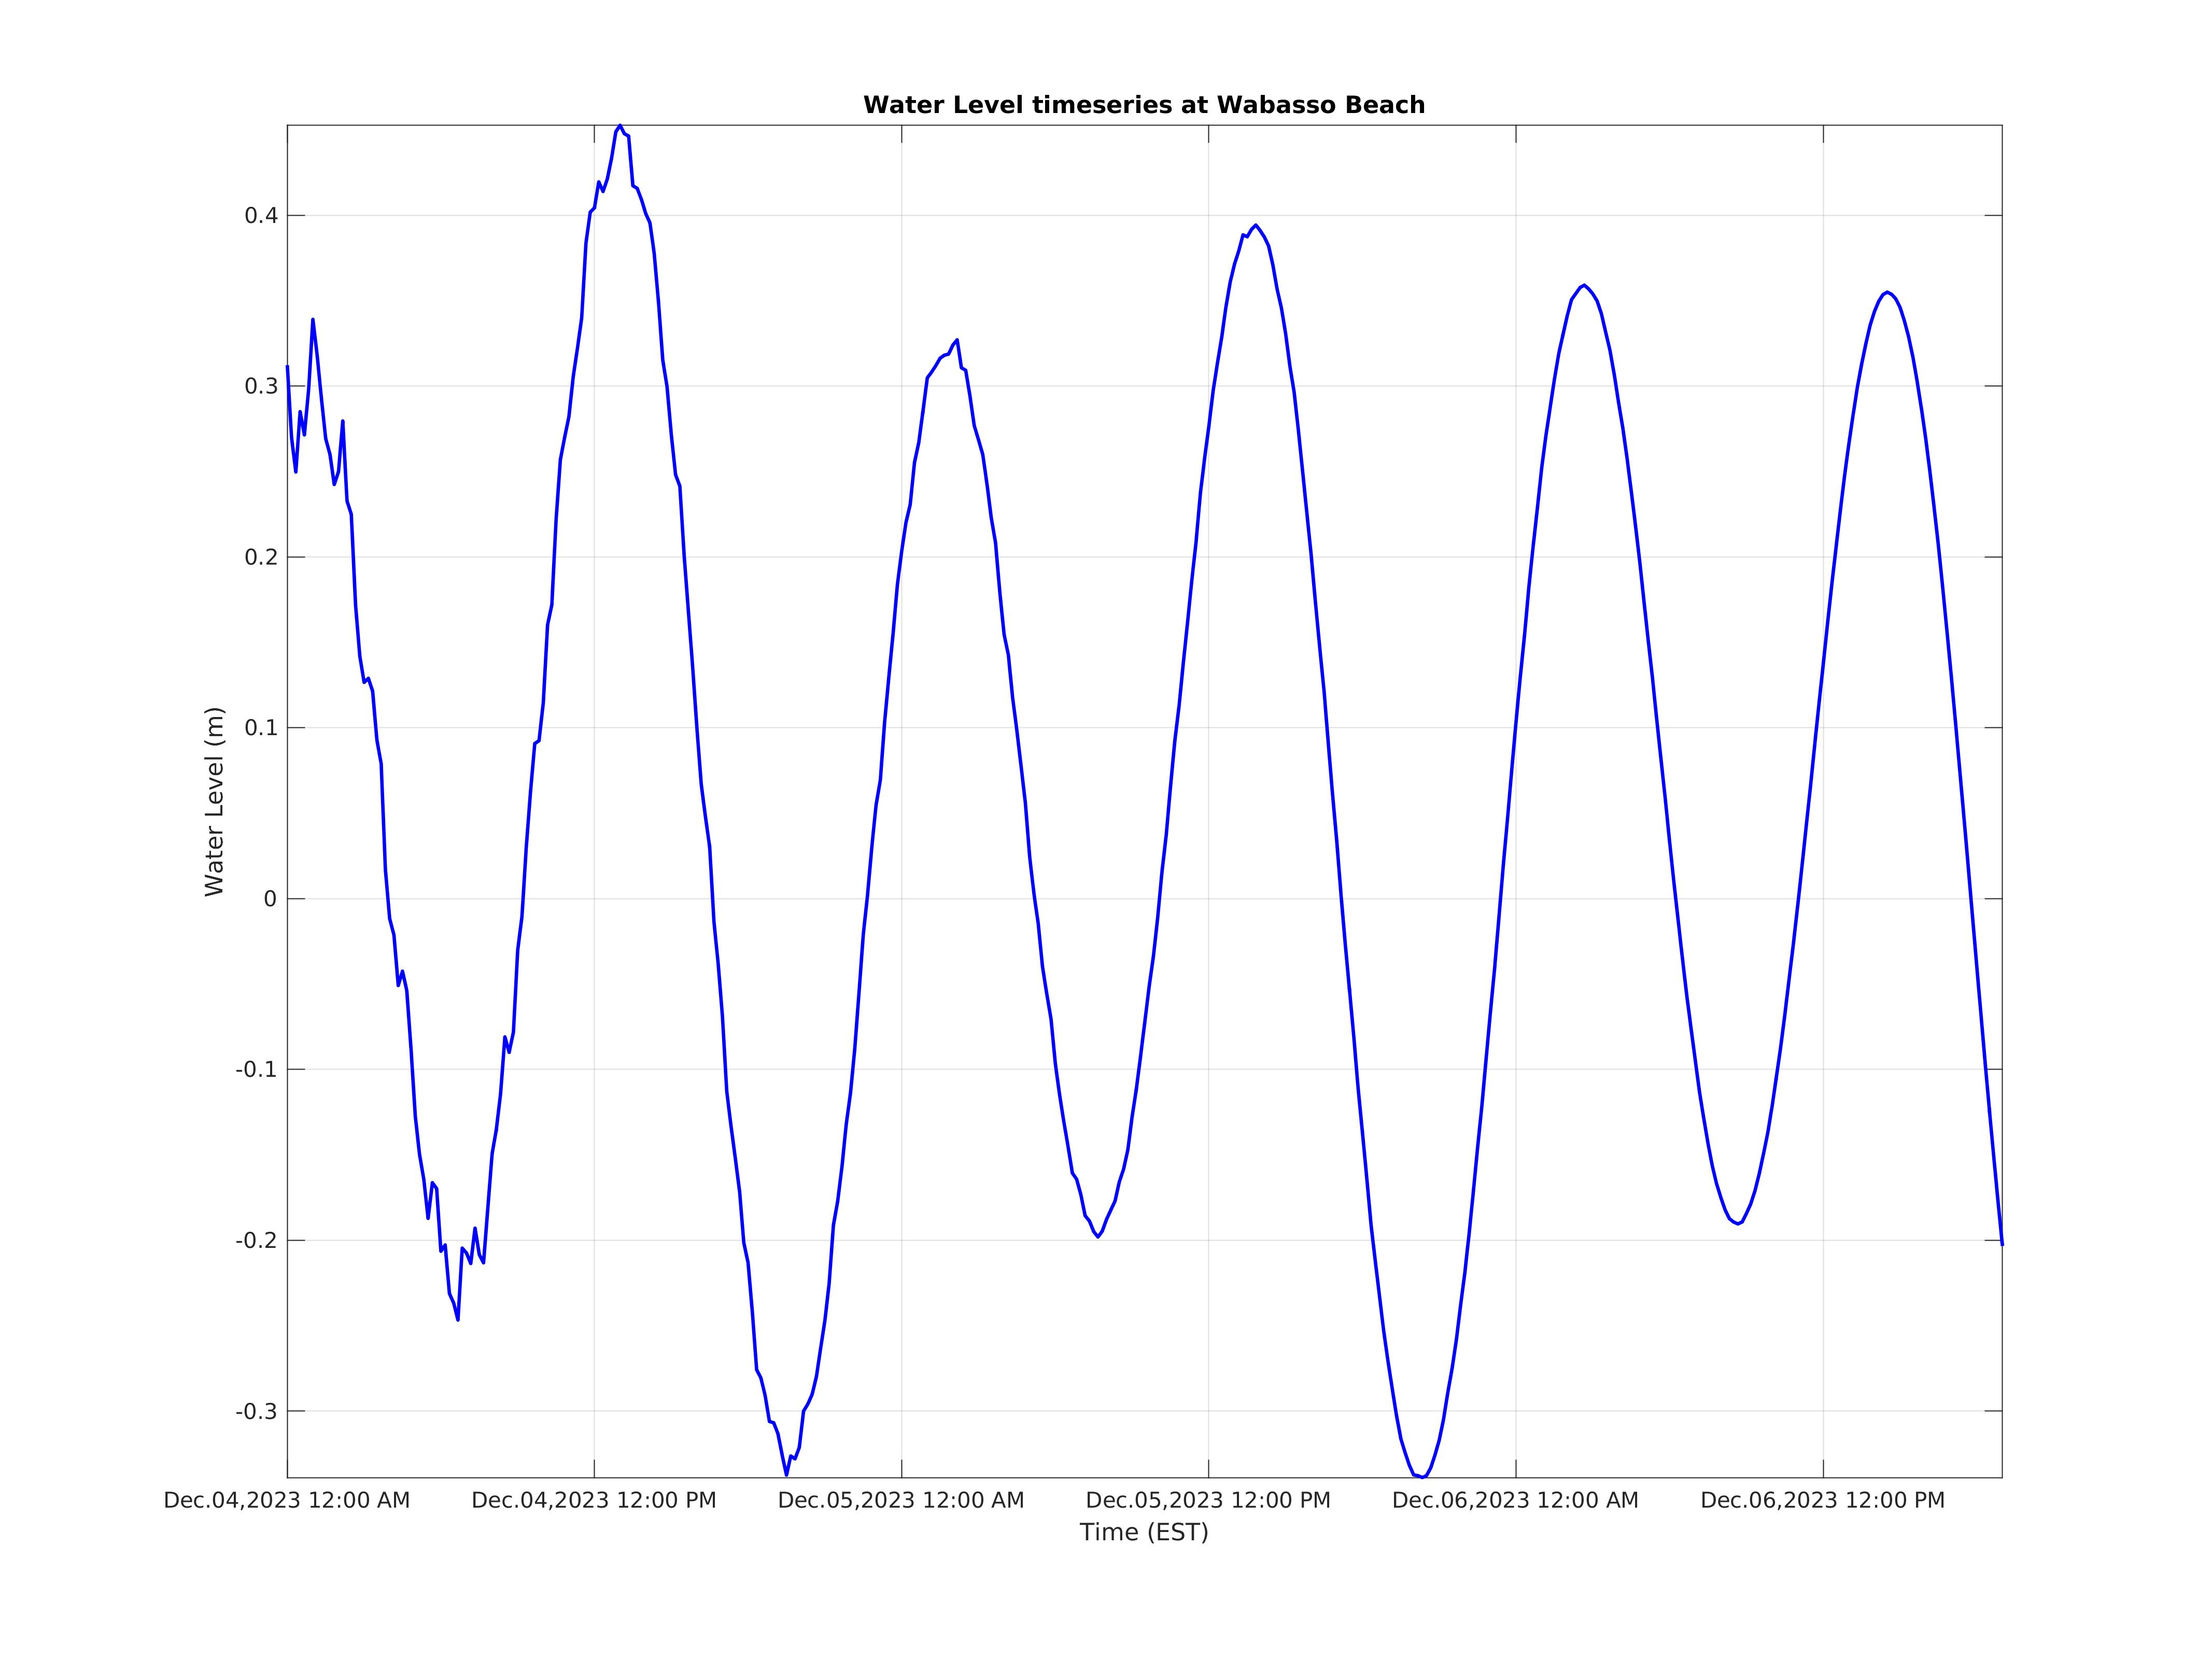 Water Level timeseries at Wabasso Beach
0.4
0.3
0.2
0.1
0
-0.1
-0.2
-0.3
Water Level (m)
Dec.04,2023 12:00 AM Dec.04,2023 12:00 PM Dec.05,2023 12:00 AM Dec.05,2023 12:00 PM Dec.06,2023 12:00 AM Dec.06,2023 12:00 PM
Time (EST)